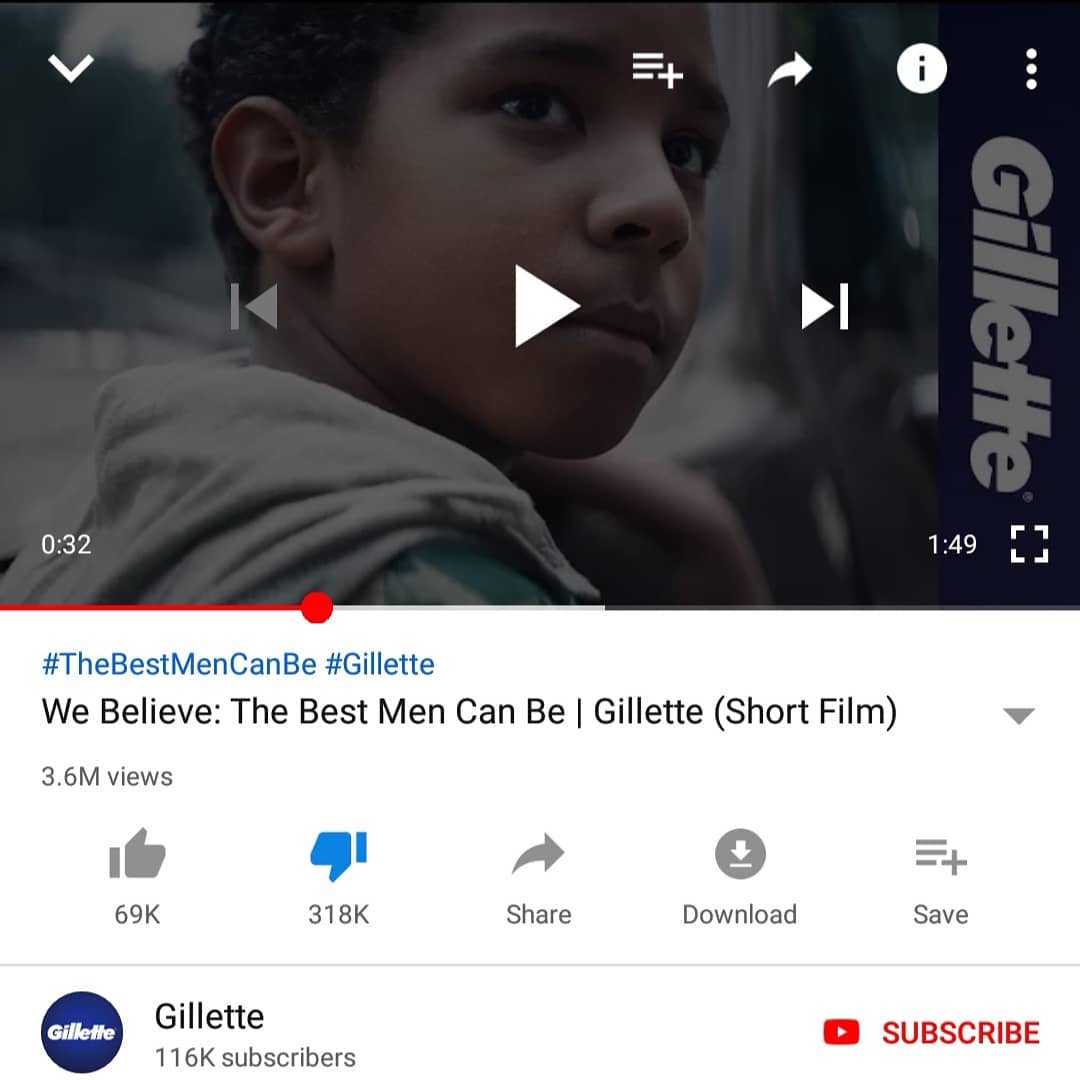 Gillette
0:32
1:49
#TheBestMenCanBe #Gillette
We Believe: The Best Men Can Be | Gillette (Short Film)
3.6M views
69K
318K
Share
Download
Save
Gillette
Gillette
116K subscribers
SUBSCRIBE